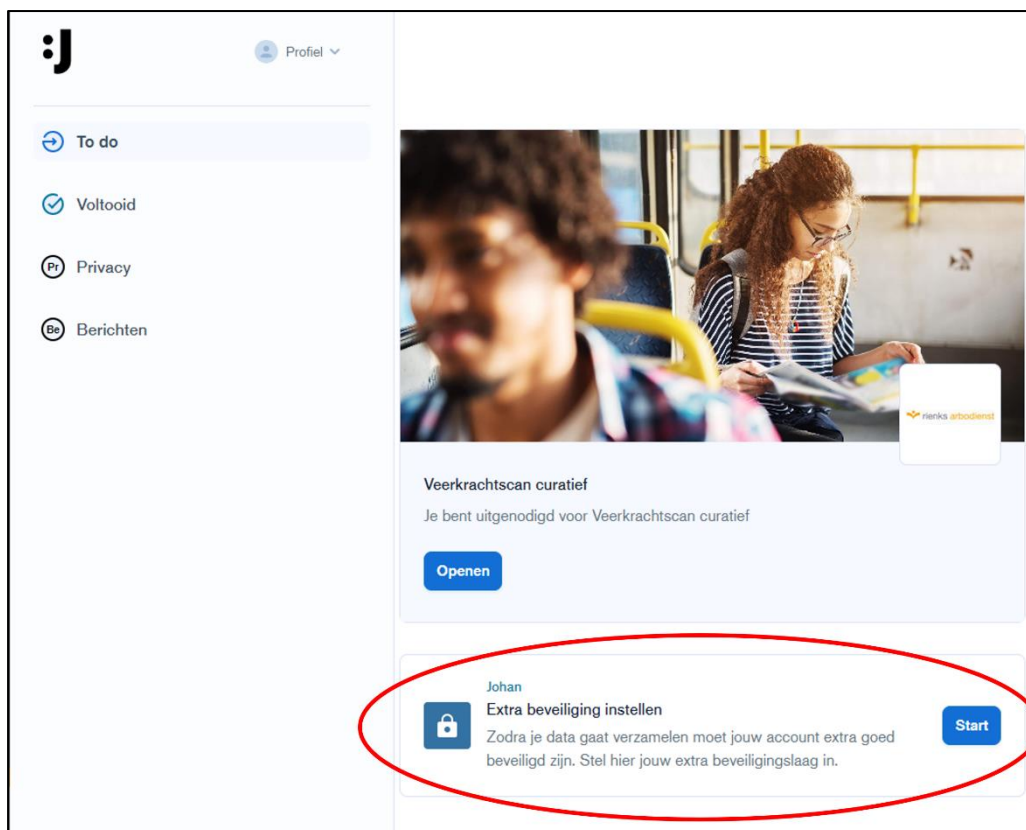 :J
Profiel
To do
Voltooid
Pr Privacy
Be Berichten
rienks arbodienst
Veerkrachtscan curatief
Je bent uitgenodigd voor Veerkrachtscan curatief
Openen
Johan
Extra beveiliging instellen
Zodra je data gaat verzamelen moet jouw account extra goed
beveiligd zijn. Stel hier jouw extra beveiligingslaag in.
Start